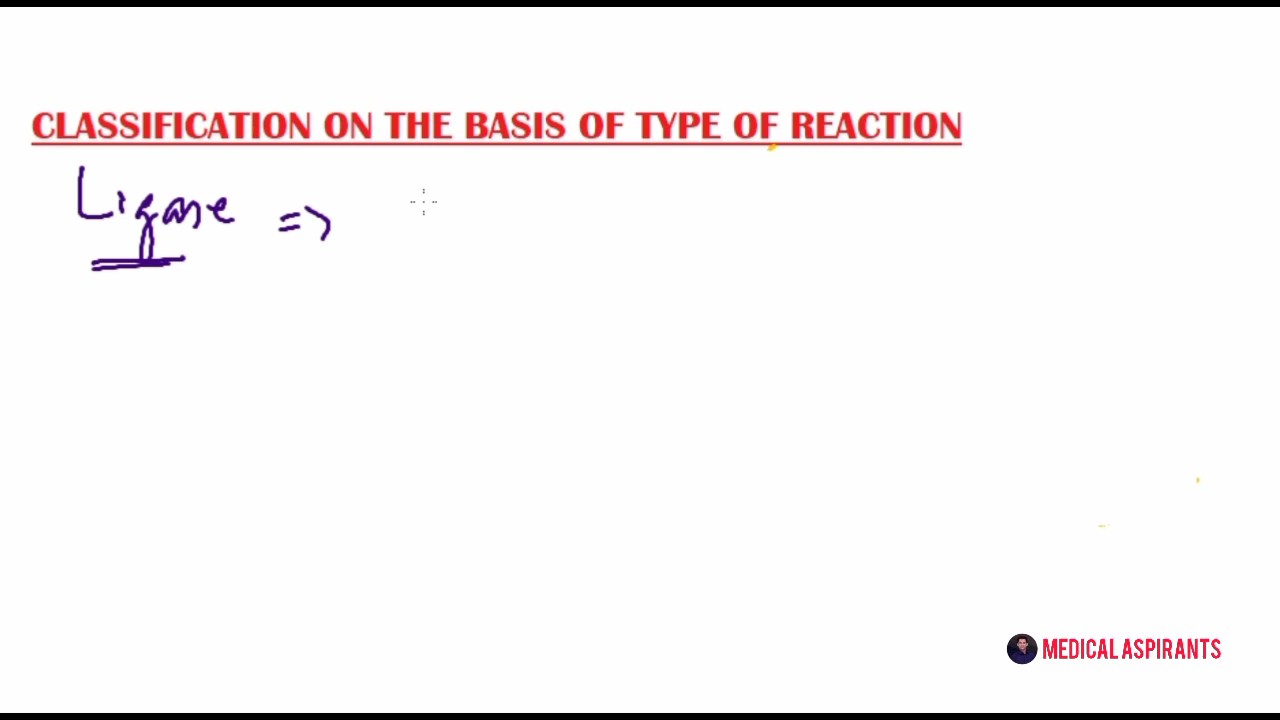 CLASSIFICATION ON THE BASIS OF TYPE OF REACTION
Ligase =>
MEDICAL ASPIRANTS